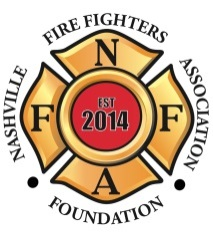 NASHVILLE FIRE FIGHTERS ASSOCIATION
FOUNDATION
N
F F
A
EST
2014